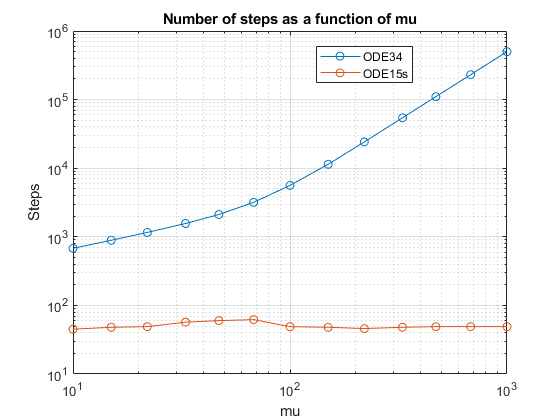 Number of steps as a function of mu
10^6
10^5
10^4
10^3
10^2
10^1
Steps
ODE34
ODE15s
10^1
10^2
10^3
mu